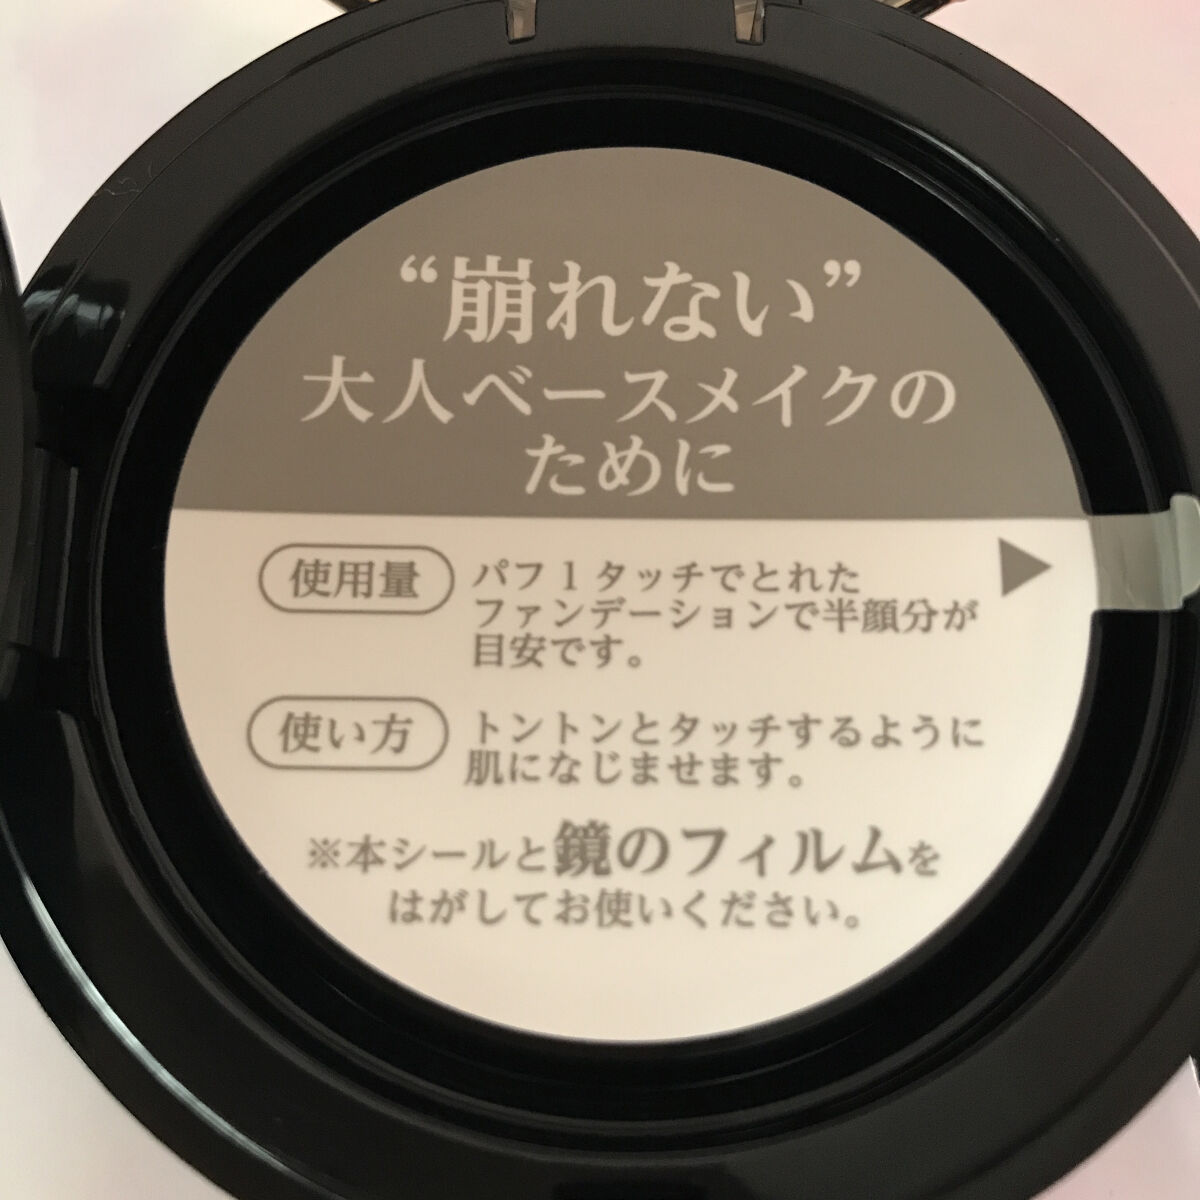 “崩れない”
大人ベースメイクの
ために
使用量
パフ1タッチでとれた
ファンデーションで半顔分が
目安です。
使い方
トントンとタッチするように
肌になじませます。
※本シールと鏡のフィルムを
はがしてお使いください。